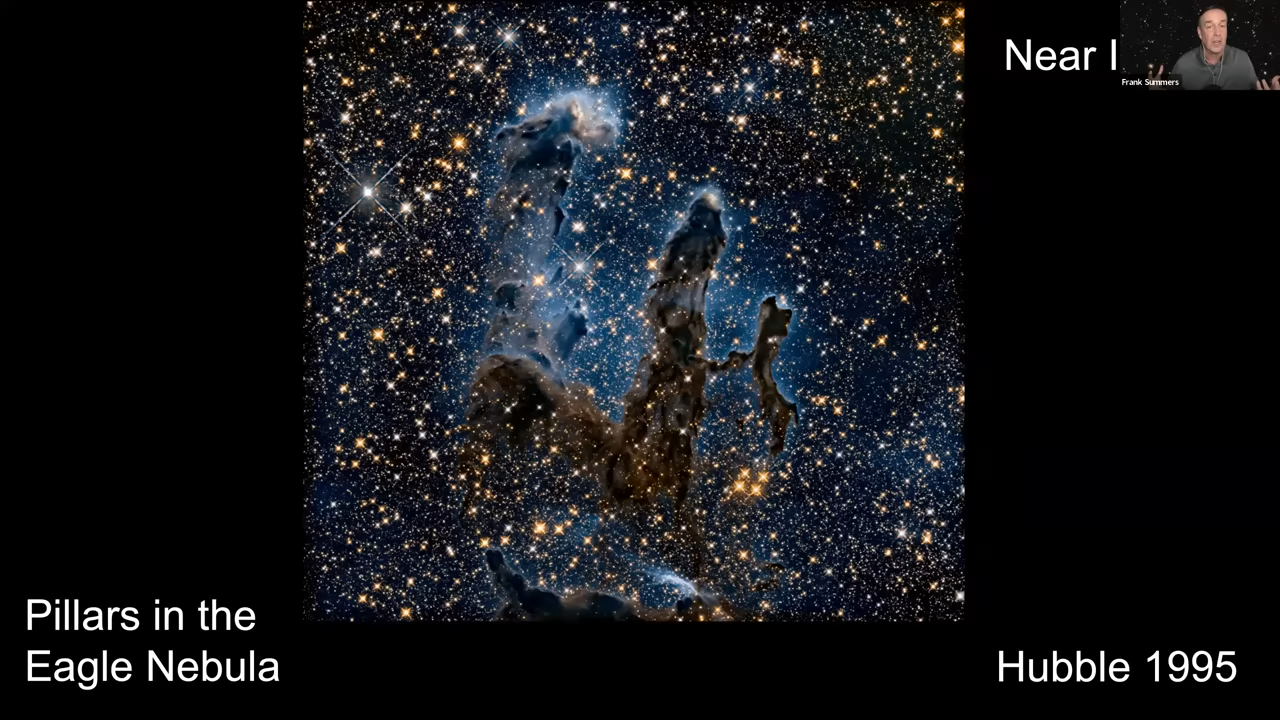 Near I
Frank Summers
Pillars in the
Eagle Nebula
Hubble 1995